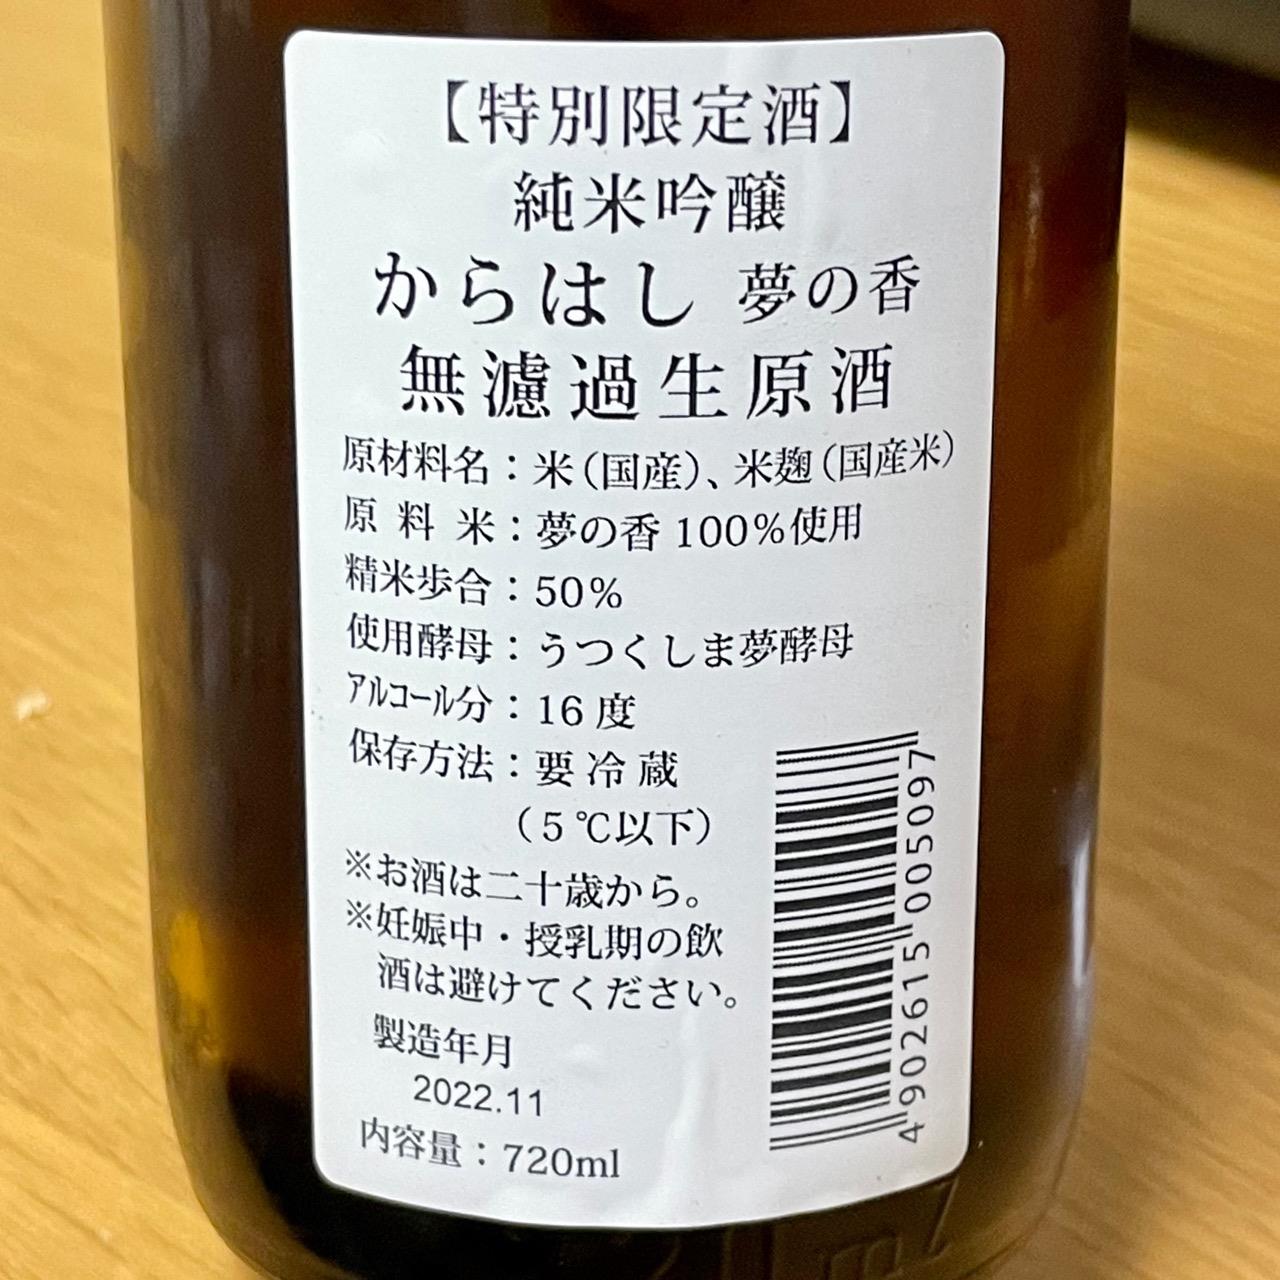 【特別限定酒】
純米吟醸
からはし 夢の香
無濾過生原酒
原材料名：米（国産）、米麹（国産米）
原料米：夢の香 100%使用
精米歩合：50%
使用酵母：うつくしま夢酵母
アルコール分：16度
保存方法：要冷蔵
（5℃以下）
※お酒は二十歳から。
※妊娠中・授乳期の飲
酒は避けてください。
製造年月
2022.11
内容量：720ml
4 902615 005097